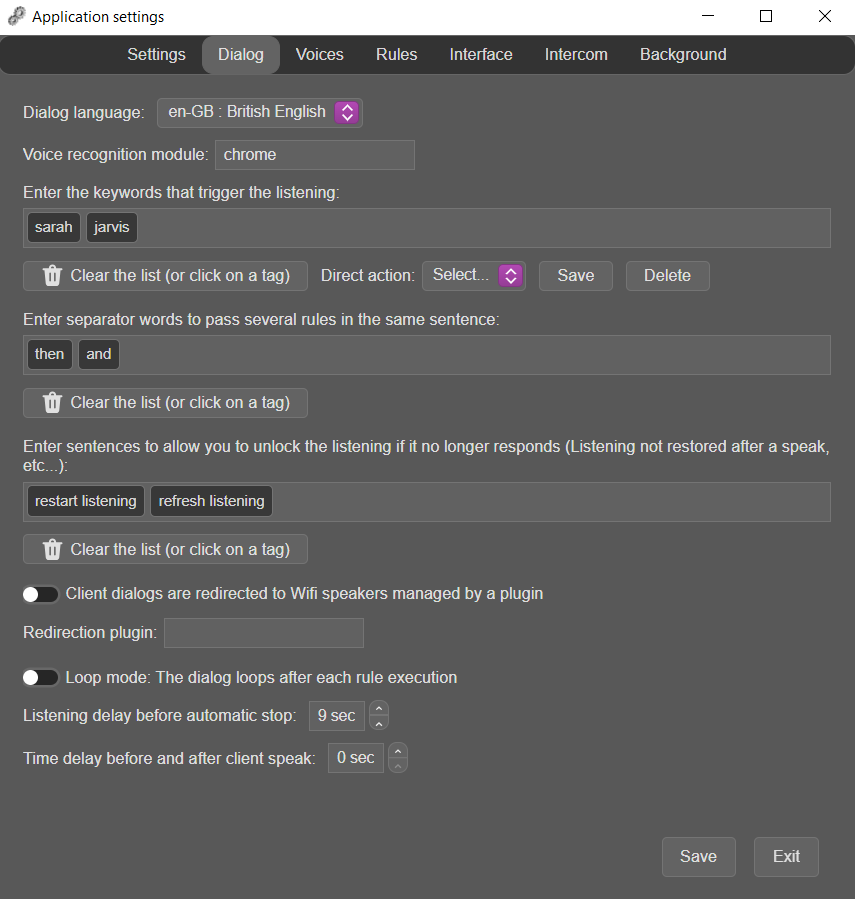 Application settings
Settings Dialog Voices Rules Interface Intercom Background
Dialog language: en-GB : British English
Voice recognition module: chrome
Enter the keywords that trigger the listening:
sarah jarvis
Clear the list (or click on a tag) Direct action: Select... Save Delete
Enter separator words to pass several rules in the same sentence:
then and
Clear the list (or click on a tag)
Enter sentences to allow you to unlock the listening if it no longer responds (Listening not restored after a speak,
etc...):
restart listening refresh listening
Clear the list (or click on a tag)
Client dialogs are redirected to Wifi speakers managed by a plugin
Redirection plugin:
Loop mode: The dialog loops after each rule execution
Listening delay before automatic stop: 9 sec
Time delay before and after client speak: 0 sec
Save Exit